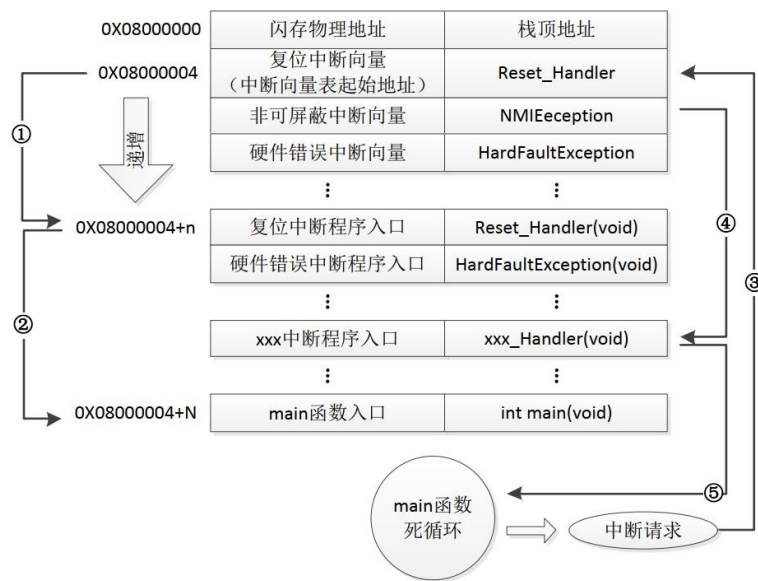 0X08000000 闪存物理地址 栈顶地址
0X08000004 复位中断向量
(中断向量表起始地址) Reset_Handler
非可屏蔽中断向量 NMIEeception
硬件错误中断向量 HardFaultException
①
递增
⋮ ⋮
0X08000004+n 复位中断程序入口 Reset_Handler(void)
④
硬件错误中断程序入口 HardFaultException(void)
③
⋮ ⋮
②
xxx中断程序入口 xxx_Handler(void)
⋮ ⋮
0X08000004+N main函数入口 int main(void)
⑤
main函数
死循环
中断请求